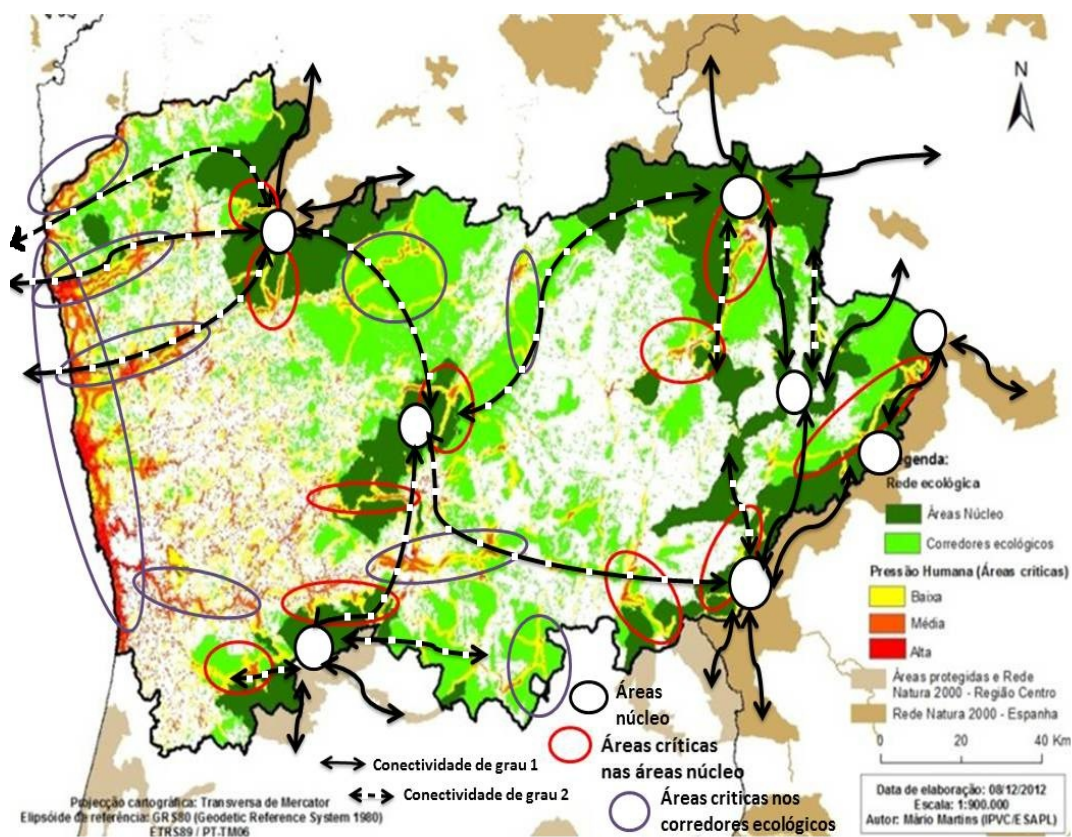 N
Legenda:
Rede ecológica
Áreas Núcleo
Corredores ecológicos
Pressão Humana (Áreas criticas)
Baixa
Média
Alta
Áreas protegidas e Rede
Natura 2000 - Região Centro
Rede Natura 2000 - Espanha
0 20 40 Km
Áreas
núcleo
Áreas críticas
nas áreas núcleo
Áreas criticas nos
corredores ecológicos
Conectividade de grau 1
Conectividade de grau 2
Projecção cartográfica: Transversa de Mercator
Elipsóide de referência: GRS80 (Geodetic Reference System 1980)
ETRS89 / PT-TM06
Data de elaboração: 08/12/2012
Escala: 1:900.000
Autor: Mário Martins (IPVC/ESAPL)